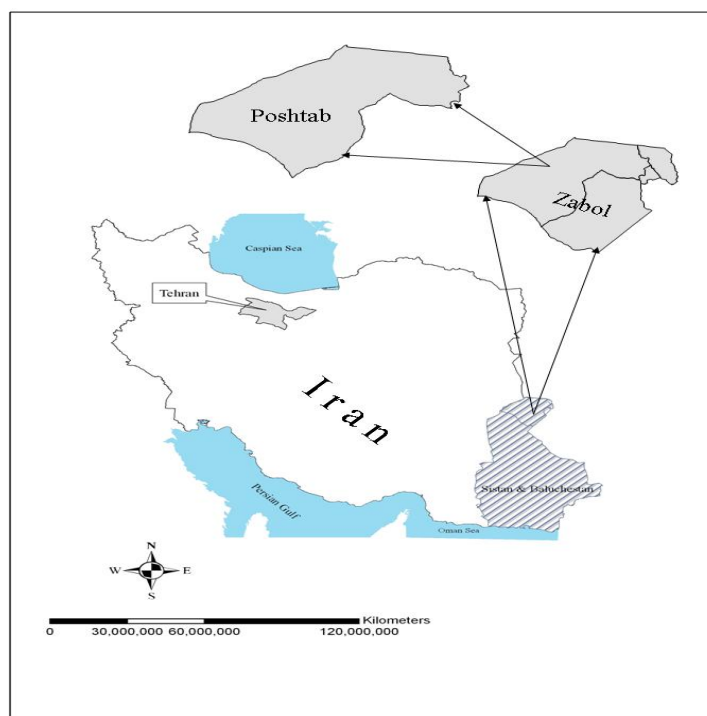 Poshtab
Zabol
Caspian Sea
Tehran
Iran
Sistan & Baluchestan
Persian Gulf
Oman Sea
N
W E
S
Kilometers
0 30,000,000 60,000,000 120,000,000